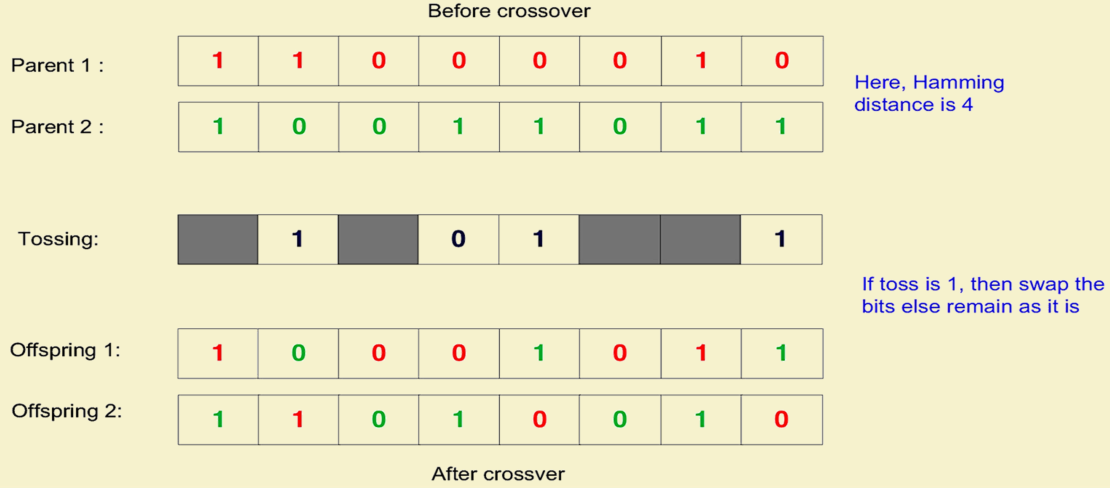 Before crossover
Parent 1 : 1 1 0 0 0 0 1 0
Here, Hamming
distance is 4
Parent 2 : 1 0 0 1 1 0 1 1
Tossing: 1 0 1 1
If toss is 1, then swap the
bits else remain as it is
Offspring 1: 1 0 0 0 1 0 1 1
Offspring 2: 1 1 0 1 0 0 1 0
After crossver